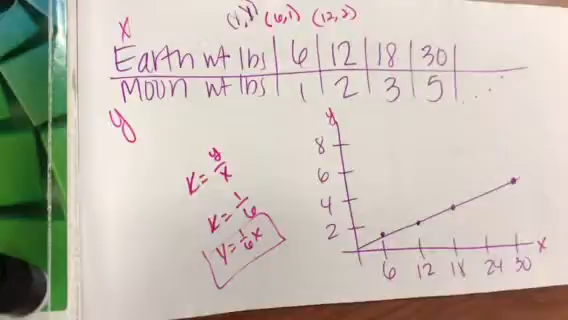 x (x,y) (6,1) (12,2)
Earth wt lbs 6 12 18 30
Moon wt lbs 1 2 3 5 ...
y
K = y/x
K = 1/6
y = 1/6 x
y
8
6
4
2
6 12 18 24 30 x